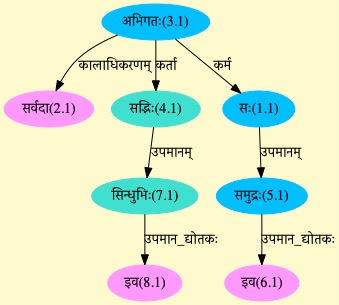 अभिगतः(3.1)
कालाधिकरणम् कर्ता कर्म
सर्वदा(2.1) सद्भिः(4.1) सः(1.1)
उपमानम् उपमानम्
सिन्धुभिः(7.1) समुद्रः(5.1)
उपमान_द्योतकः उपमान_द्योतकः
इव(8.1) इव(6.1)